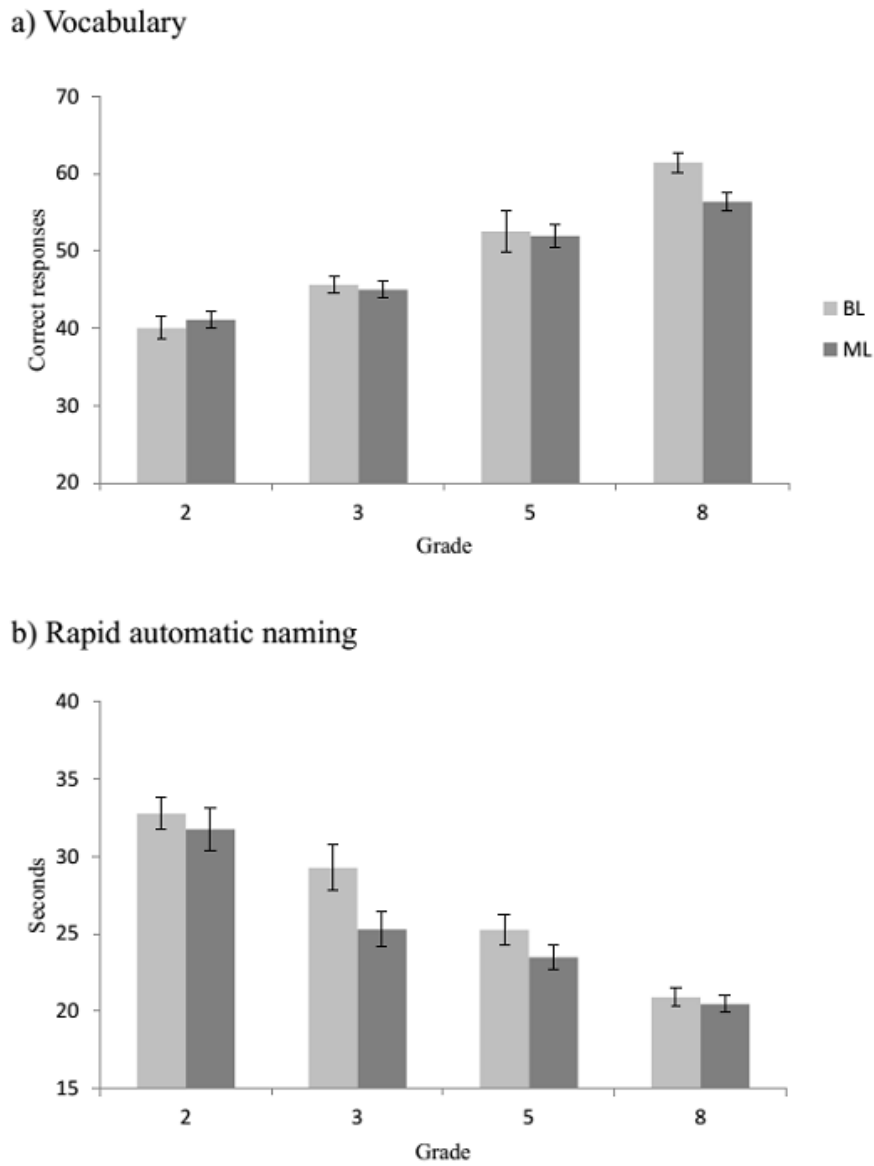 a) Vocabulary
70
60
50
40
30
20
Correct responses
2 3 5 8
Grade
BL
ML
b) Rapid automatic naming
40
35
30
25
20
15
Seconds
2 3 5 8
Grade